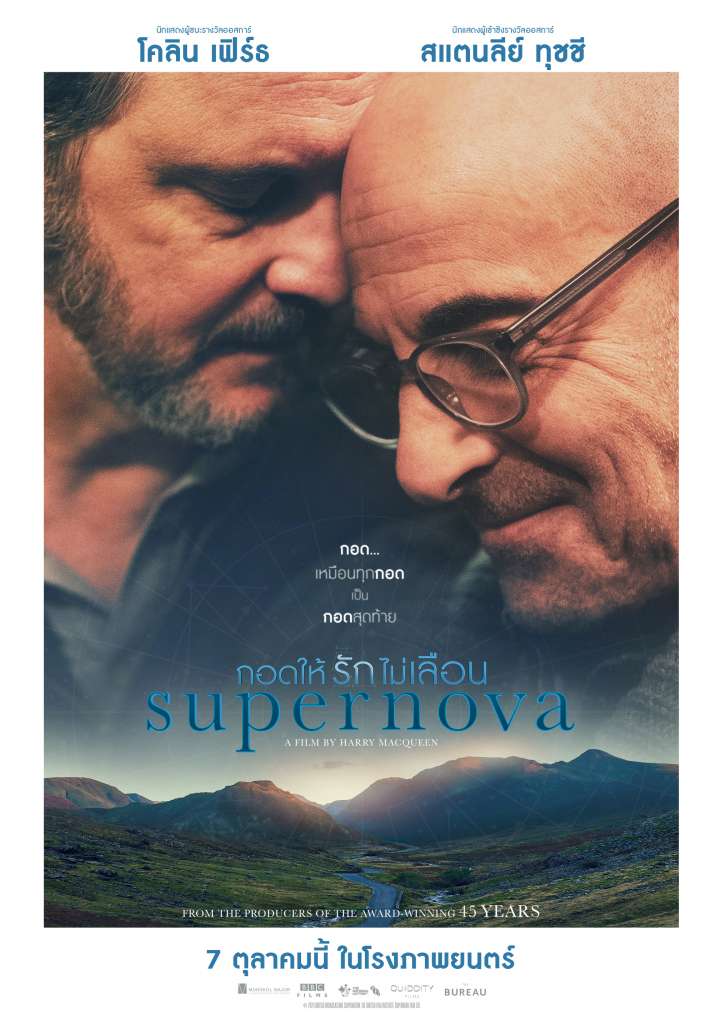 นักแสดงผู้ชนะรางวัลออสการ์
โคลิน เฟิร์ธ
นักแสดงผู้เข้าชิงรางวัลออสการ์
สแตนลีย์ ทุชชี
กอด...
เหมือนทุกกอด
เป็น
กอดสุดท้าย
กอดให้รักไม่เลือน
supernova
A FILM BY HARRY MACQUEEN
FROM THE PRODUCERS OF THE AWARD-WINNING 45 YEARS
7 ตุลาคมนี้ ในโรงภาพยนตร์
MONGKOL MAJOR
BBC
FILMS
QUIDDITY
FILMS
THE
BUREAU